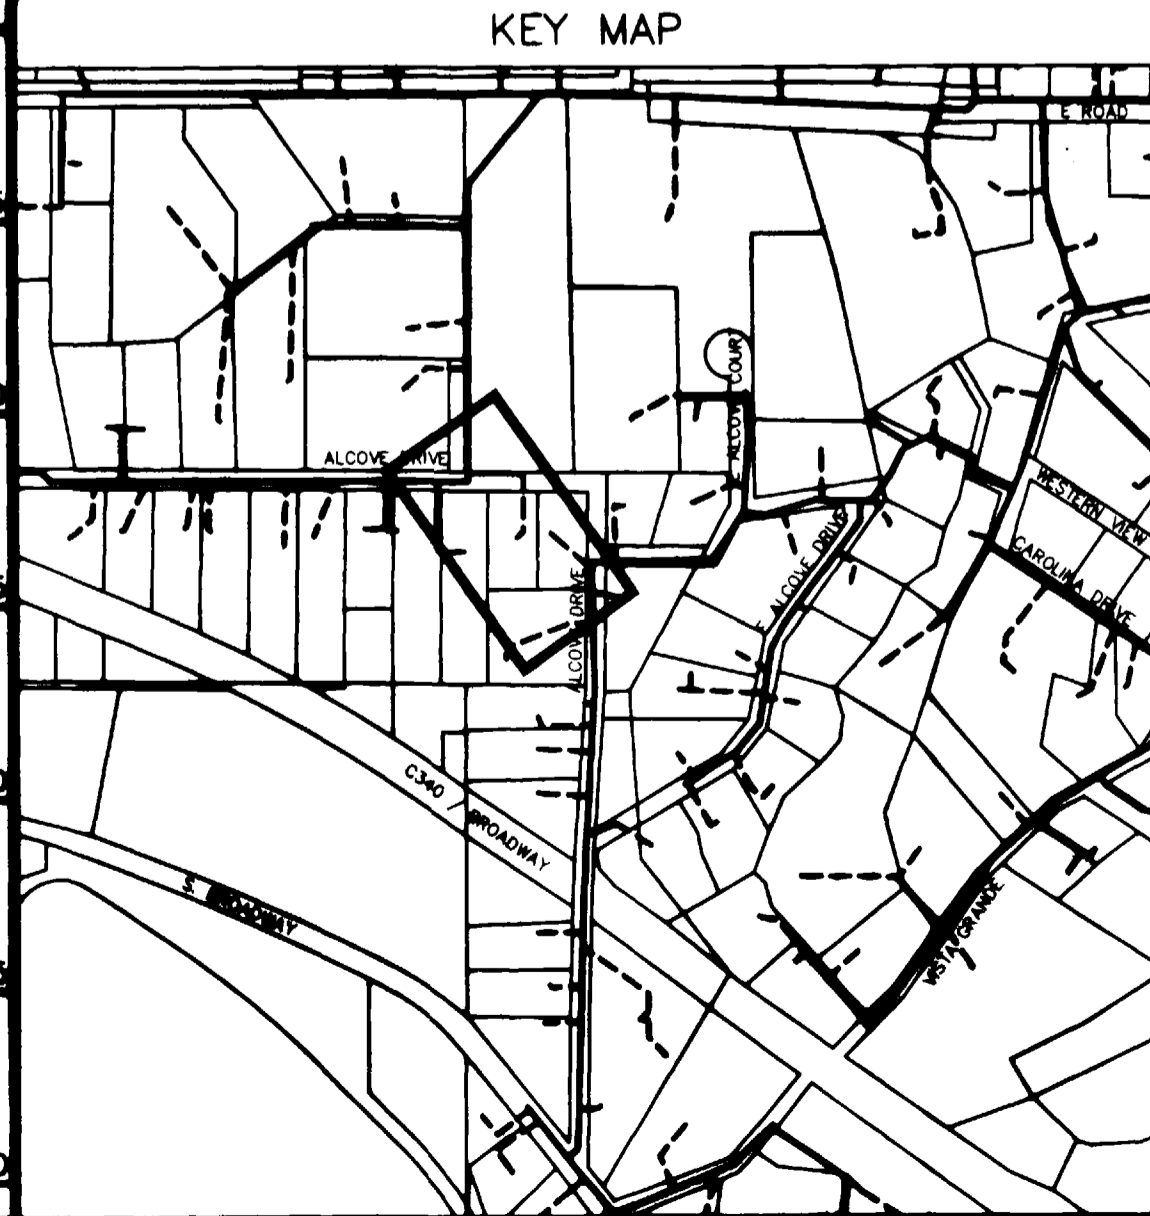 KEY MAP
E ROAD
ALCOVE COURT
ALCOVE DRIVE
WESTERN VIEW
CAROLINA DRIVE
E ALCOVE DRIVE
ALCOVE DRIVE
C340 / BROADWAY
S. BROADWAY
VISTA GRANDE